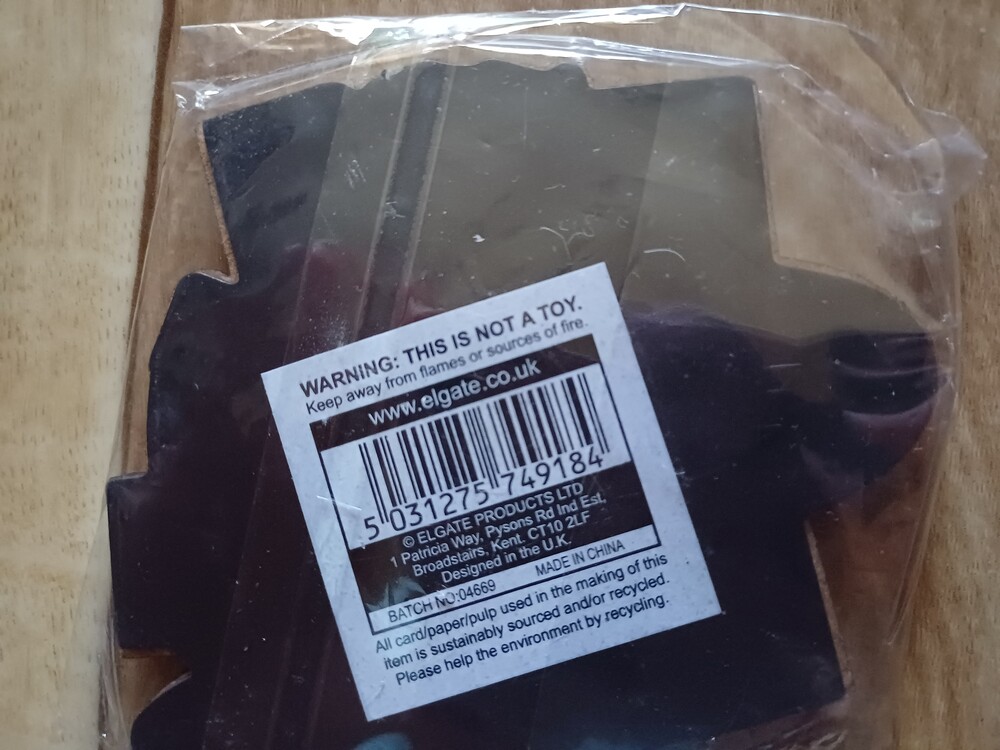 WARNING: THIS IS NOT A TOY.
Keep away from flames or sources of fire.
www.elgate.co.uk
5 031275 749184
© ELGATE PRODUCTS LTD
1 Patricia Way, Pysons Rd Ind Est,
Broadstairs, Kent. CT10 2LF
Designed in the U.K.
BATCH NO:04669 MADE IN CHINA
All card/paper/pulp used in the making of this
item is sustainably sourced and/or recycled.
Please help the environment by recycling.